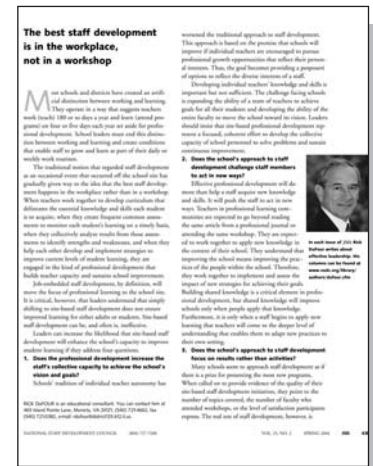 The best staff development
is in the workplace,
not in a workshop
Most schools and districts have created an artifi-
cial distinction between working and learning.
They operate in a way that suggests teachers
work (teach) 180 or so days a year and learn (attend pro-
grams) on four or five days each year set aside for profes-
sional development. School leaders must end this distinc-
tion between working and learning and create conditions
that enable staff to grow and learn as part of their daily or
weekly work routines.
The traditional notion that regarded staff development
as an occasional event that occurred off the school site has
gradually given way to the idea that the best staff develop-
ment happens in the workplace rather than in a workshop.
When teachers work together to develop curriculum that
delineates the essential knowledge and skills each student
is to acquire, when they create frequent common assess-
ments to monitor each student's learning on a timely basis,
when they collectively analyze results from those assess-
ments to identify strengths and weaknesses, and when they
help each other develop and implement strategies to
improve current levels of student learning, they are
engaged in the kind of professional development that
builds teacher capacity and sustains school improvement.
Job-embedded staff development, by definition, will
move the focus of professional learning to the school site.
It is critical, however, that leaders understand that simply
shifting to site-based staff development does not ensure
improved learning for either adults or students. Site-based
staff development can be, and often is, ineffective.
Leaders can increase the likelihood that site-based staff
development will enhance the school's capacity to improve
student learning if they address four questions.
1. Does the professional development increase the
staff's collective capacity to achieve the school's
vision and goals?
Schools' tradition of individual teacher autonomy has
RICK DuFOUR is an educational consultant. You can contact him at
465 Island Pointe Lane, Moneta, VA 24121, (540)
worsened the traditional approach to staff development.
This approach is based on the premise that schools will
improve if individual teachers are encouraged to pursue
professional growth opportunities that reflect their person-
al interests. Thus, the goal becomes providing a potpourri
of options to reflect the diverse interests of a staff.
Developing individual teachers' knowledge and skills is
important but not sufficient. The challenge facing schools
is expanding the ability of a team of teachers to achieve
goals for all their students and developing the ability of the
entire faculty to move the school toward its vision. Leaders
should insist that site-based professional development rep-
resent a focused, coherent effort to develop the collective
capacity of school personnel to solve problems and sustain
continuous improvement.
2. Does the school's approach to staff
development challenge staff members
to act in new ways?
Effective professional development will do
more than help a staff acquire new knowledge
and skills. It will push the staff to act in new
ways. Teachers in professional learning com-
munities are expected to go beyond reading
the same article from a professional journal or
attending the same workshop. They are expect-
ed to work together to apply new knowledge in
the context of their school. They understand that
improving the school means improving the prac-
tices of the people within the school. Therefore,
they work together to implement and assess the
impact of new strategies for achieving their goals.
Building shared knowledge is a critical element in profes-
sional development, but shared knowledge will improve
schools only when people apply that knowledge.
Furthermore, it is only when a staff begins to apply new
learning that teachers will come to the deeper level of
understanding that enables them to adapt new practices to
their own setting.
In each issue of JSD, Rick
DuFour writes about
effective leadership. His
columns can be found at
www.nsdc.org/library/
authors/dufour.cfm
3. Does the school's approach to staff development
focus on results rather than activities?
Many schools seem to approach staff development as if
there is a prize for presenting the most new programs.
When called on to provide evidence of the quality of their
site-based staff development initiatives, they point to the
number of topics covered, the number of faculty who
attended workshops, or the level of satisfaction participants
express. The real test of staff development, however, is
NATIONAL STAFF DEVELOPMENT COUNCIL
VOL. 25, NO. 2 SPRING 2004 JSD